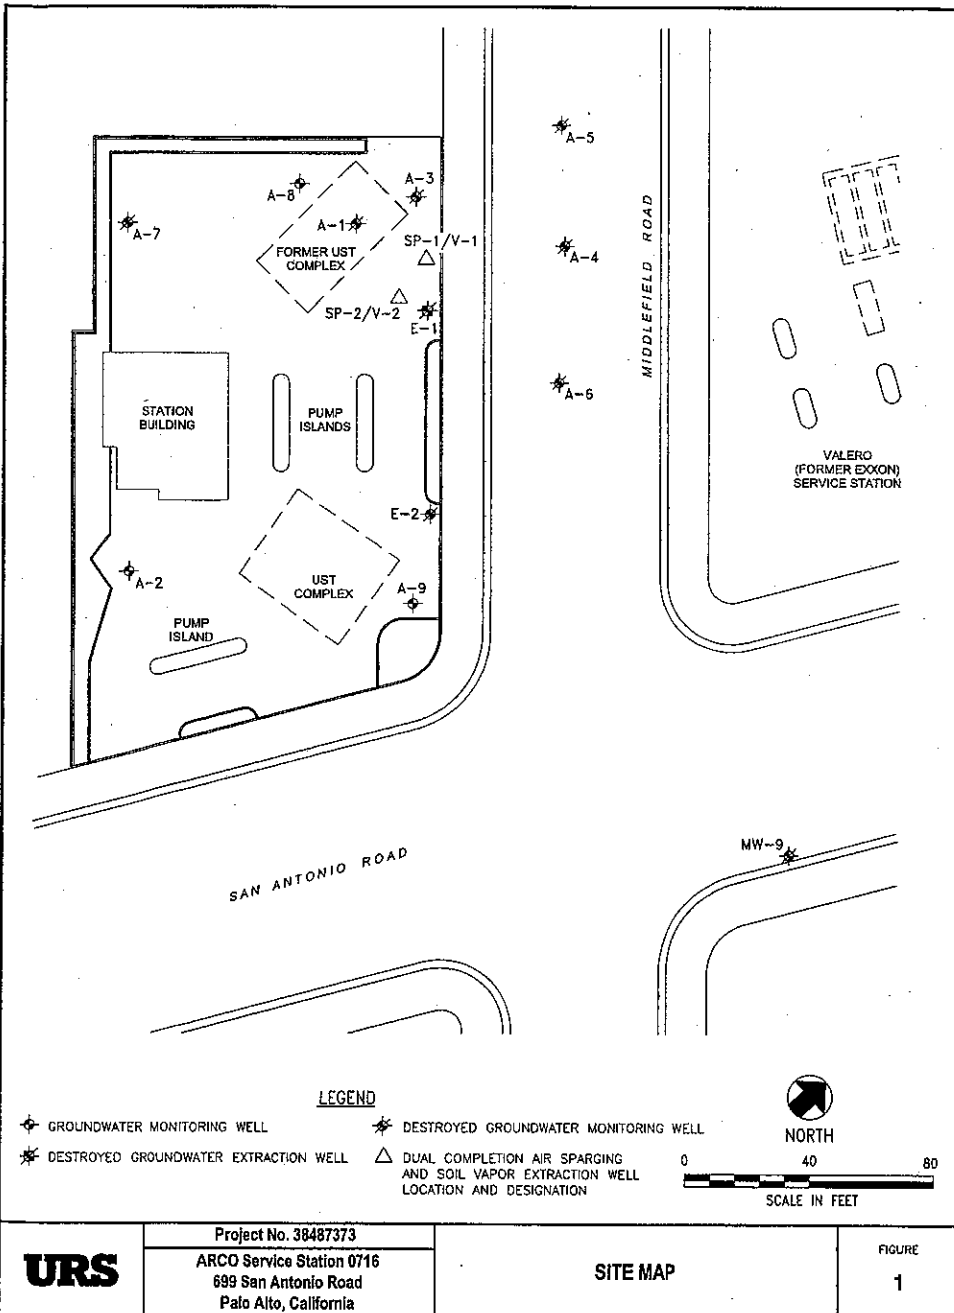 A-5
A-3
A-8
A-7
A-1
SP-1/V-1
A-4
FORMER UST
COMPLEX
SP-2/V-2
E-1
MIDDLEFIELD ROAD
A-6
STATION
BUILDING
PUMP
ISLANDS
VALERO
(FORMER EXXON)
SERVICE STATION
E-2
A-2
UST
COMPLEX
A-9
PUMP
ISLAND
MW-9
SAN ANTONIO ROAD
LEGEND
GROUNDWATER MONITORING WELL
DESTROYED GROUNDWATER EXTRACTION WELL
DESTROYED GROUNDWATER MONITORING WELL
DUAL COMPLETION AIR SPARGING
AND SOIL VAPOR EXTRACTION WELL
LOCATION AND DESIGNATION
NORTH
0 40 80
SCALE IN FEET
URS
Project No. 38487373
ARCO Service Station 0716
699 San Antonio Road
Palo Alto, California
SITE MAP
FIGURE
1